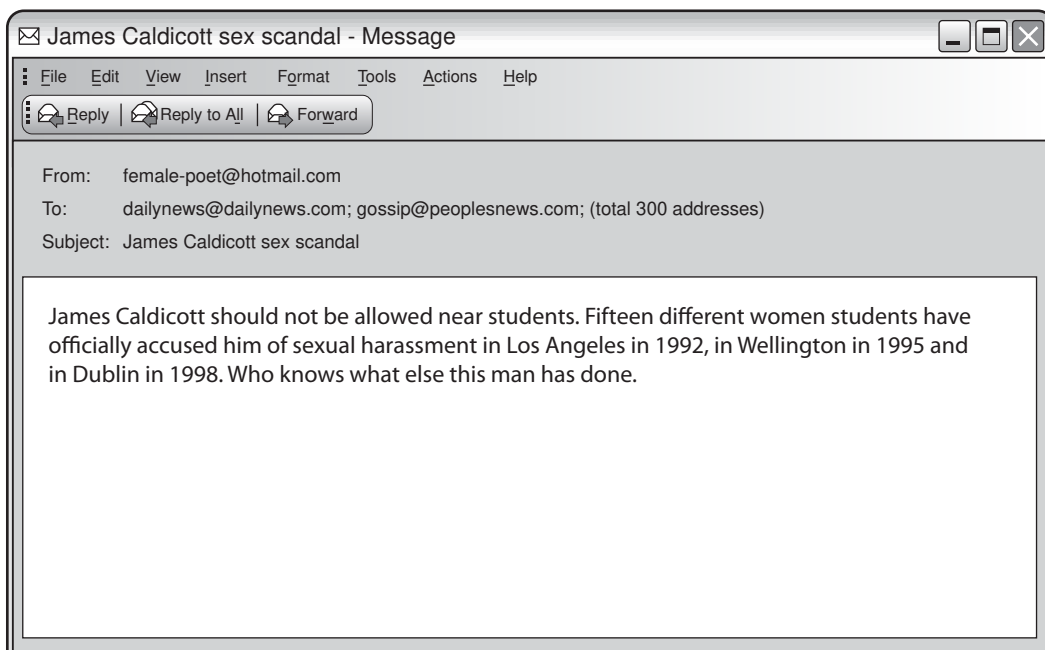 James Caldicott sex scandal - Message
File Edit View Insert Format Tools Actions Help
Reply Reply to All Forward
From: female-poet@hotmail.com
To: dailynews@dailynews.com; gossip@peoplesnews.com; (total 300 addresses)
Subject: James Caldicott sex scandal
James Caldicott should not be allowed near students. Fifteen different women students have
officially accused him of sexual harassment in Los Angeles in 1992, in Wellington in 1995 and
in Dublin in 1998. Who knows what else this man has done.